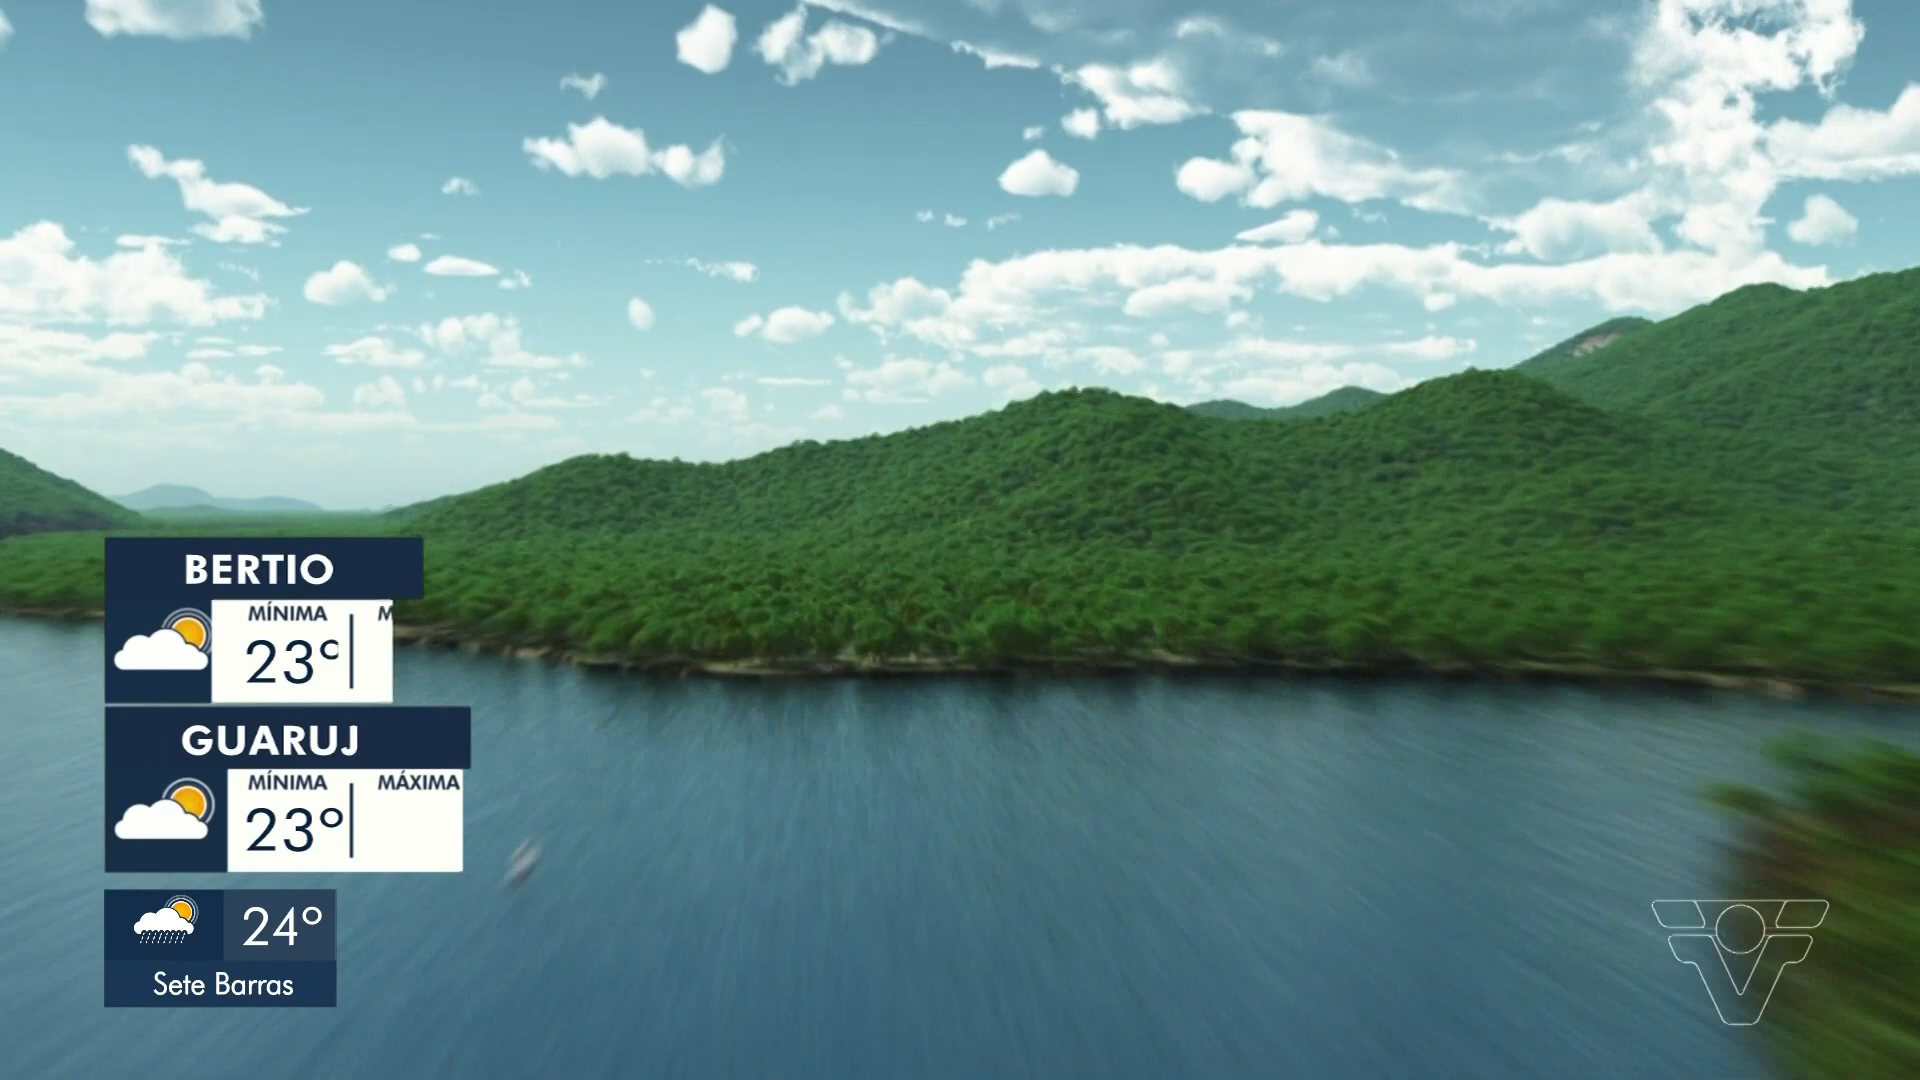 BERTIO
MÍNIMA M
23°
GUARUJ
MÍNIMA MÁXIMA
23°
24°
Sete Barras